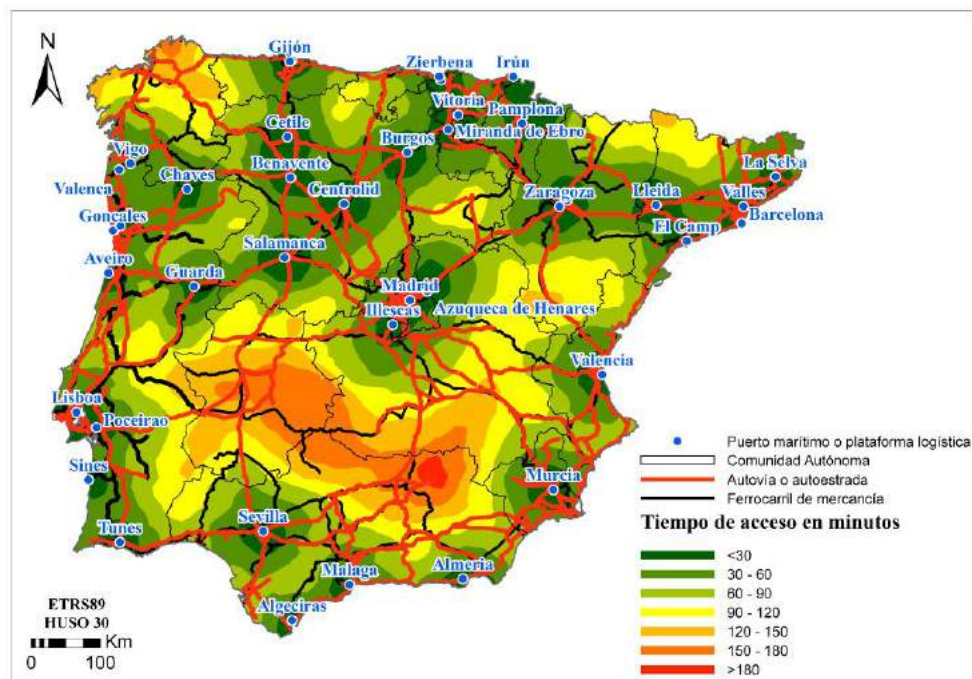 N
Gijón
Zierbena
Irún
Vitoria
Pamplona
Cetile
Miranda de Ebro
Burgos
Vigo
Benavente
La Selva
Chaves
Centrolid
Valenca
Zaragoza
Lleida
Valles
Gonçales
Barcelona
El Camp
Salamanca
Aveiro
Guarda
Madrid
Azuqueca de Henares
Illescas
Valencia
Lisboa
Poceirao
Sines
Murcia
Tunes
Sevilla
Malaga
Almeria
Algeciras
Puerto marítimo o plataforma logística
Comunidad Autónoma
Autovía o autoestrada
Ferrocarril de mercancía
Tiempo de acceso en minutos
<30
30 - 60
60 - 90
90 - 120
120 - 150
150 - 180
>180
ETRS89
HUSO 30
Km
0 100